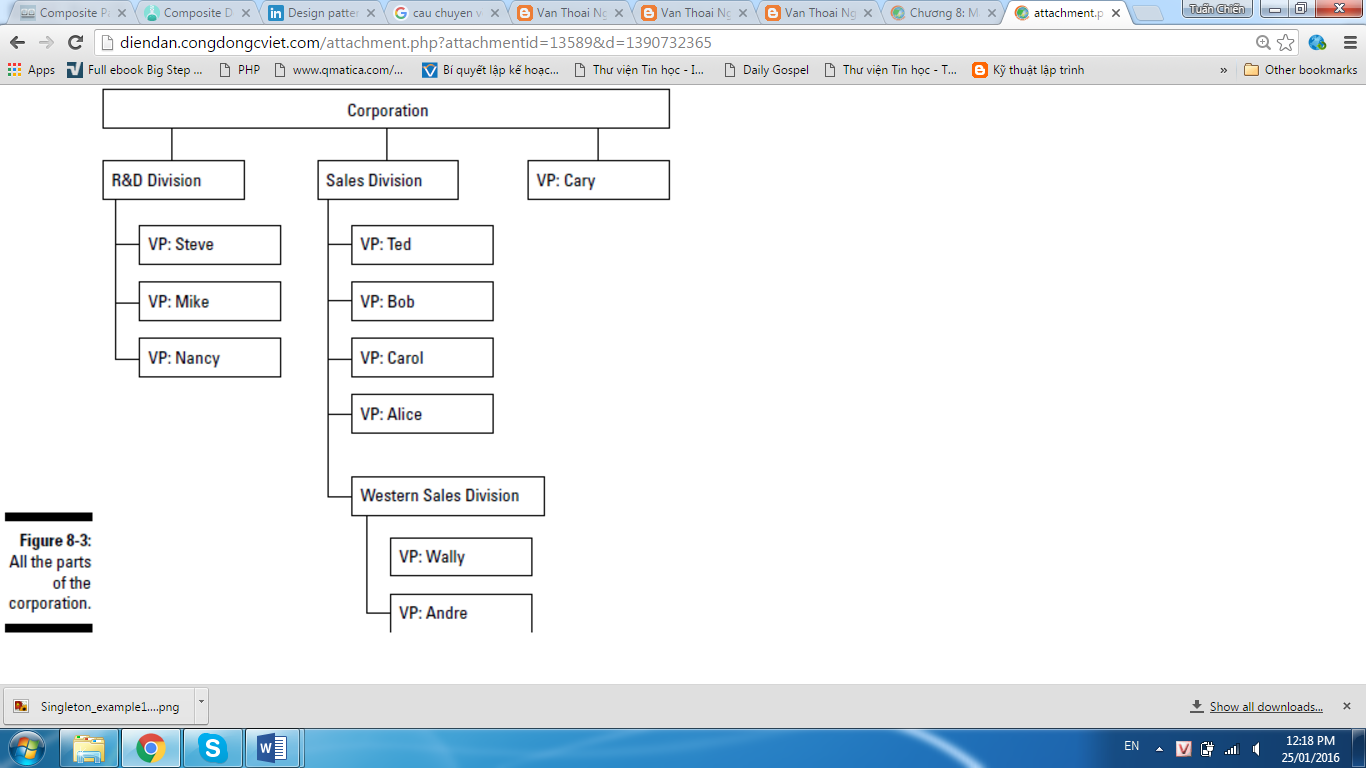 Composite P
Composite D
Design patter
cau chuyen v
Van Thoai Ng
Van Thoai Ng
Van Thoai Ng
Chương 8: M
attachment.p
Tuấn Chiến
diendan.congdongcviet.com/attachment.php?attachmentid=13589&d=1390732365
Apps
Full ebook Big Step ...
PHP
www.qmatica.com/...
Bí quyết lập kế hoạc...
Thư viện Tin học - I...
Daily Gospel
Thư viện Tin học - T...
Kỹ thuật lập trình
»
Other bookmarks
Corporation
R&D Division
Sales Division
VP: Cary
VP: Steve
VP: Ted
VP: Mike
VP: Bob
VP: Nancy
VP: Carol
VP: Alice
Western Sales Division
VP: Wally
VP: Andre
Figure 8-3:
All the parts
of the
corporation.
Singleton_example1....png
Show all downloads...
EN
12:18 PM
25/01/2016